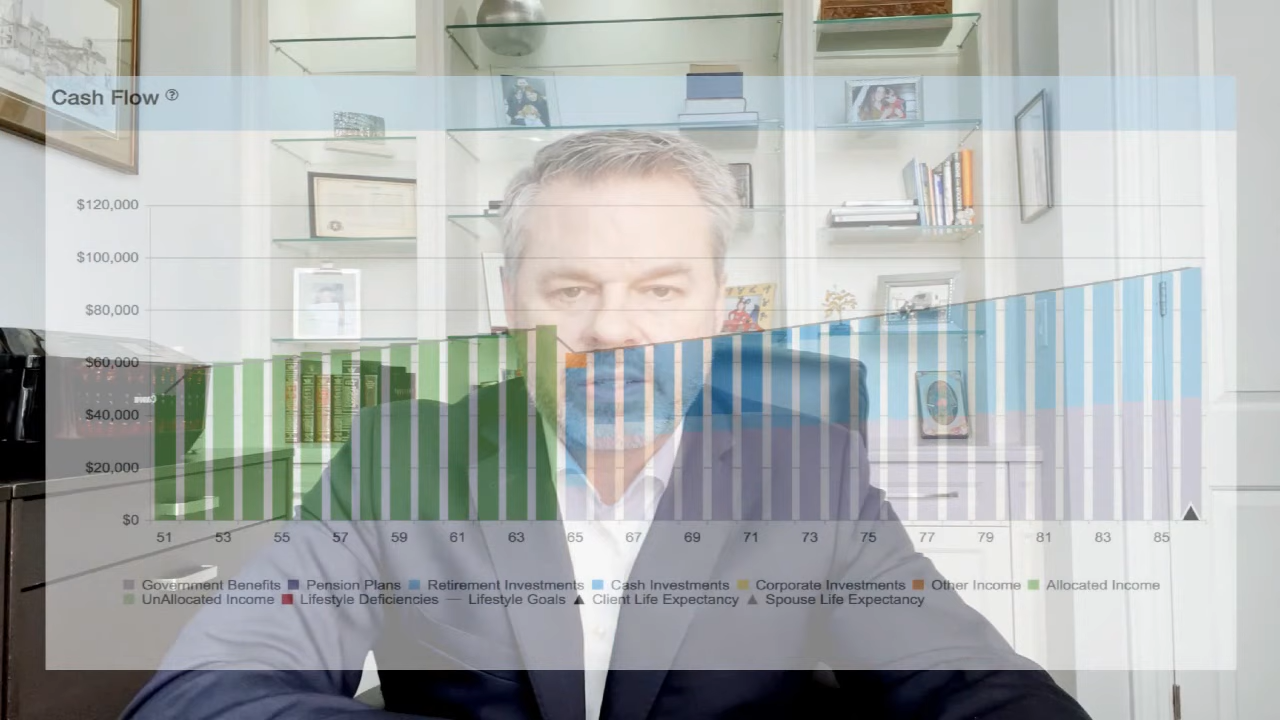 Cash Flow ?
$120,000
$100,000
$80,000
$60,000
$40,000
$20,000
$0
51 53 55 57 59 61 63 65 67 69 71 73 75 77 79 81 83 85
Government Benefits Pension Plans Retirement Investments Cash Investments Corporate Investments Other Income Allocated Income
UnAllocated Income Lifestyle Deficiencies Lifestyle Goals Client Life Expectancy Spouse Life Expectancy